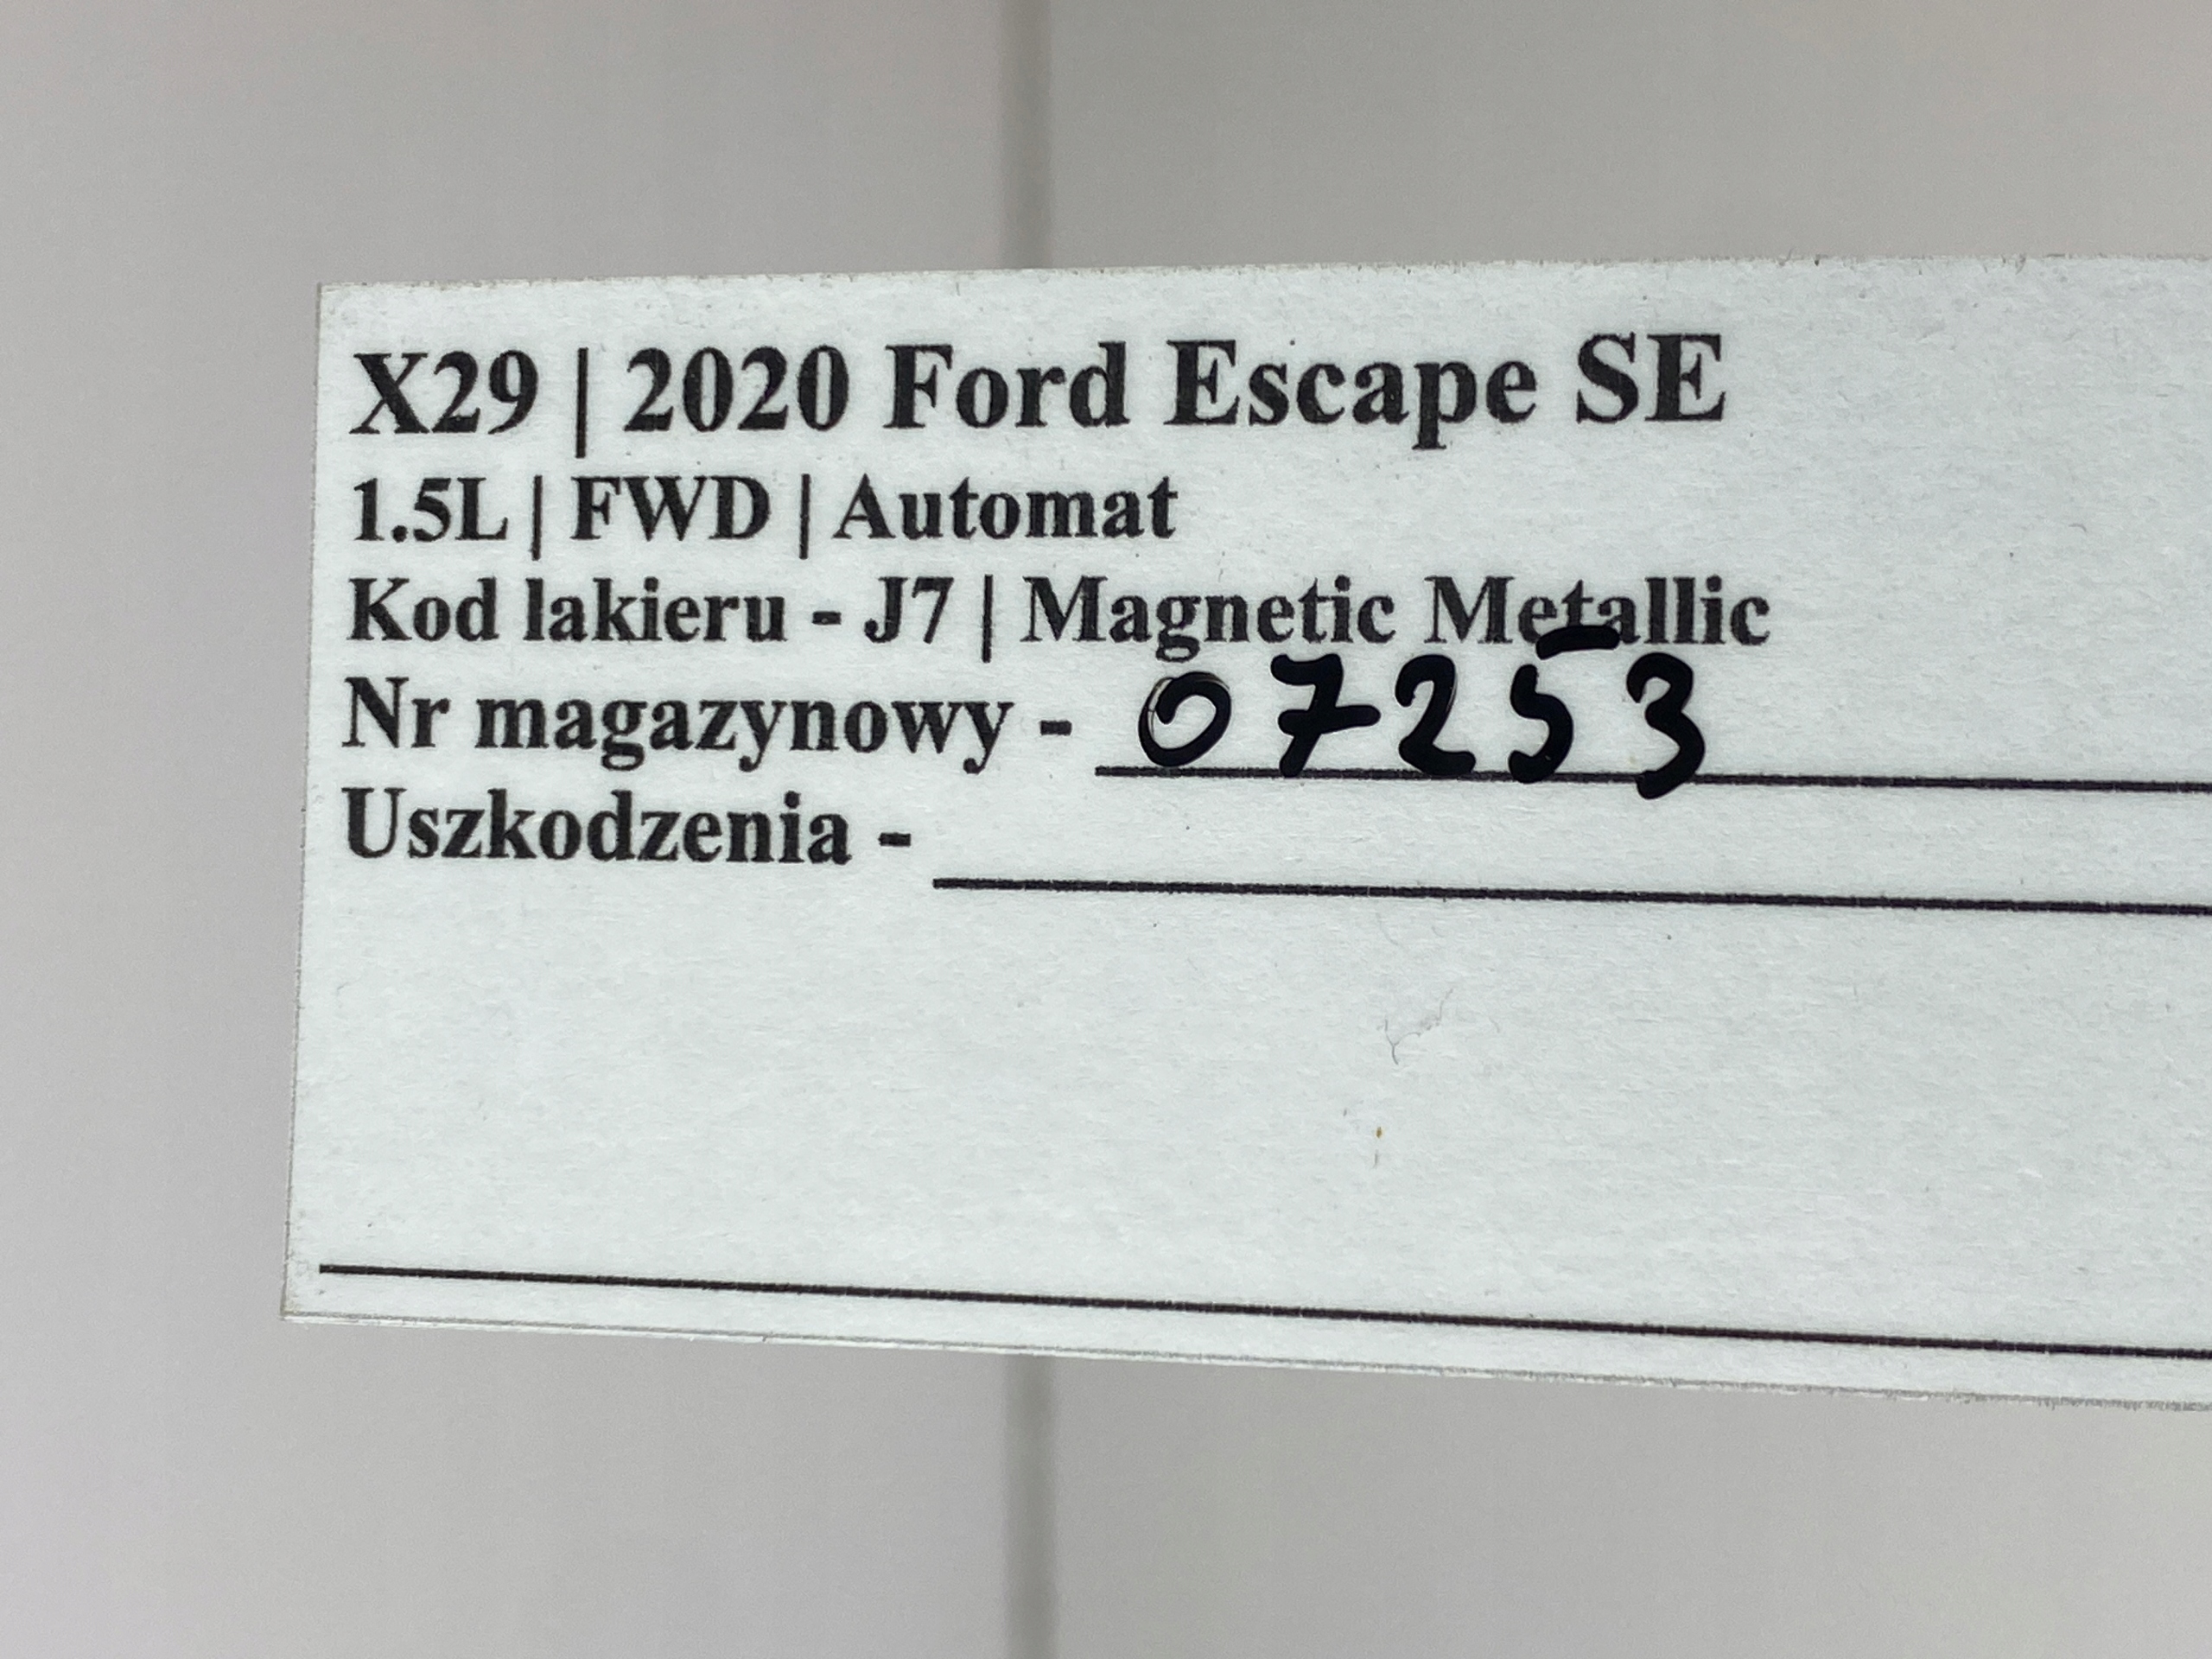 X29 | 2020 Ford Escape SE
1.5L | FWD | Automat
Kod lakieru - J7 | Magnetic Metallic
Nr magazynowy - 07253
Uszkodzenia -